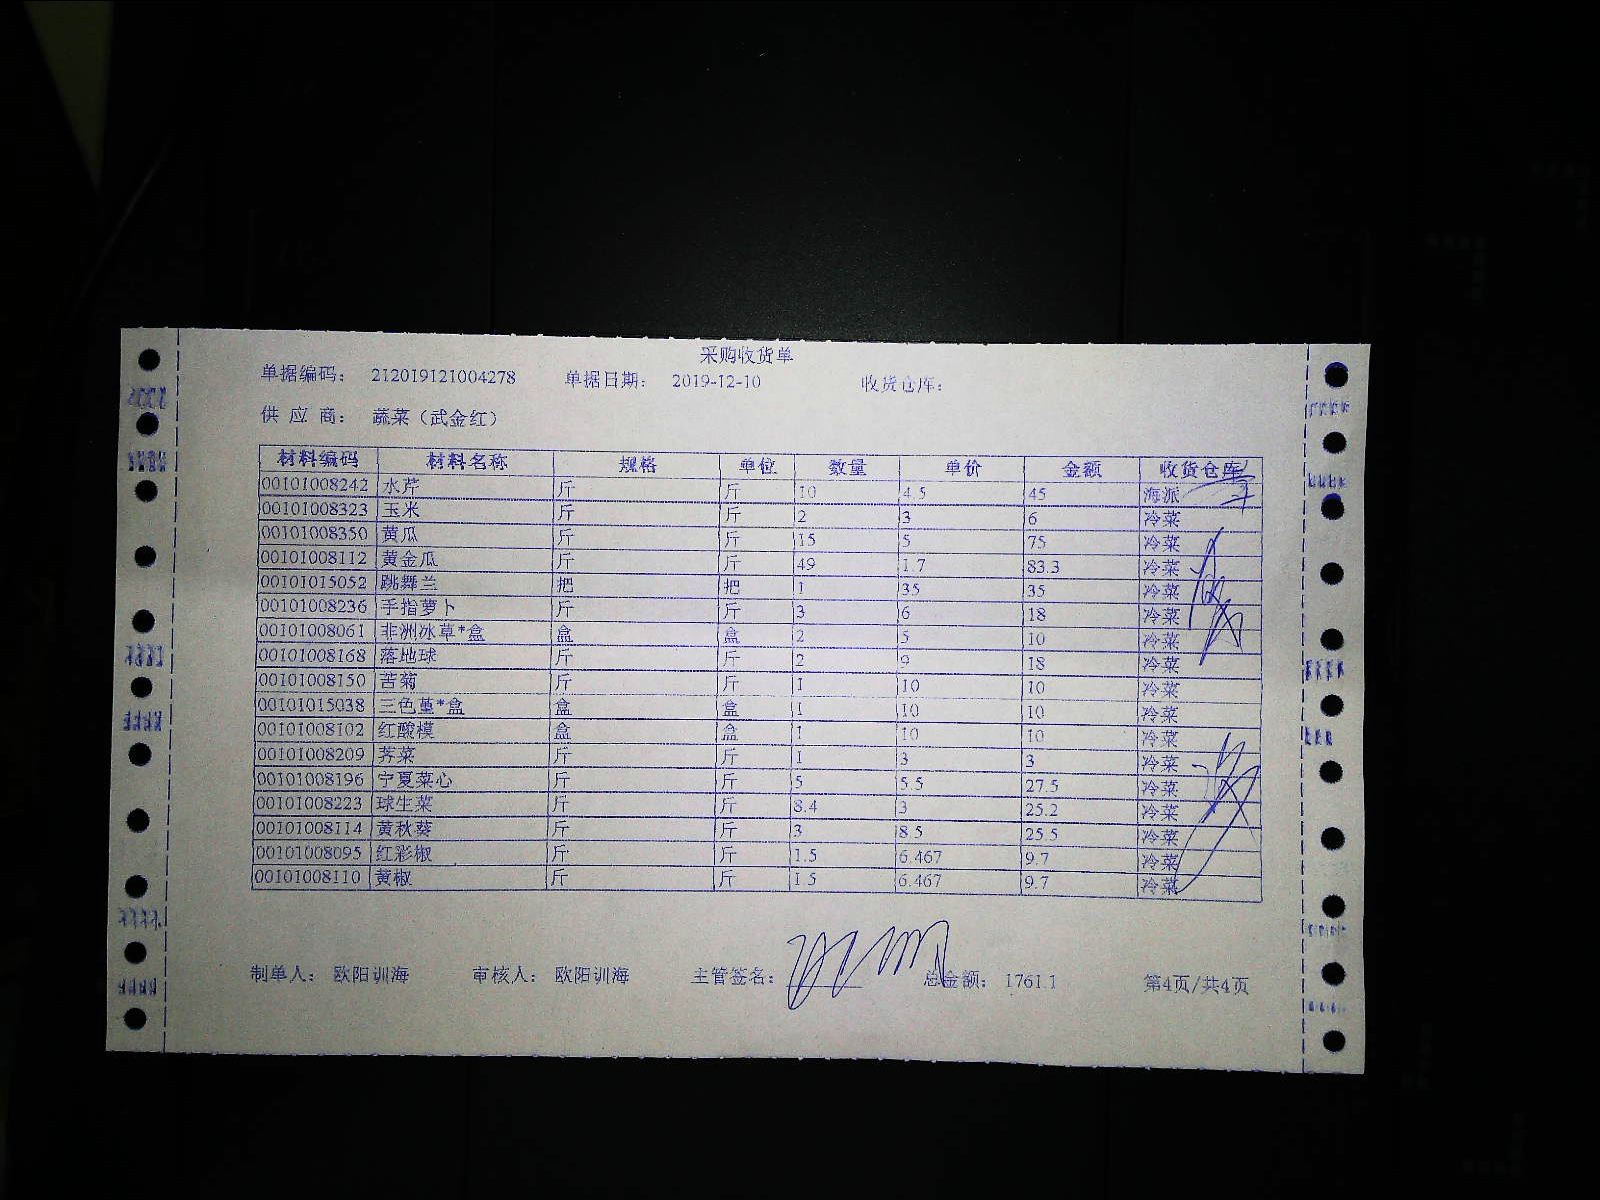 采购收货单
单据编码： 212019121004278 单据日期： 2019-12-10 收货仓库：
供 应 商： 蔬菜（武金红）
材料编码 材料名称 规格 单位 数量 单价 金额 收货仓库
00101008242 水芹 斤 斤 10 4.5 45 海派
00101008323 玉米 斤 斤 2 3 6 冷菜
00101008350 黄瓜 斤 斤 15 5 75 冷菜
00101008112 黄金瓜 斤 斤 49 1.7 83.3 冷菜
00101015052 跳舞兰 把 把 1 35 35 冷菜
00101008236 手指萝卜 斤 斤 3 6 18 冷菜
00101008061 非洲冰草*盒 盒 盒 2 5 10 冷菜
00101008168 落地球 斤 斤 2 9 18 冷菜
00101008150 苦菊 斤 斤 1 10 10 冷菜
00101015038 三色堇*盒 盒 盒 1 10 10 冷菜
00101008102 红酸模 盒 盒 1 10 10 冷菜
00101008209 荠菜 斤 斤 1 3 3 冷菜
00101008196 宁夏菜心 斤 斤 5 5.5 27.5 冷菜
00101008223 球生菜 斤 斤 8.4 3 25.2 冷菜
00101008114 黄秋葵 斤 斤 3 8.5 25.5 冷菜
00101008095 红彩椒 斤 斤 1.5 6.467 9.7 冷菜
00101008110 黄椒 斤 斤 1.5 6.467 9.7 冷菜
制单人： 欧阳训海 审核人： 欧阳训海 主管签名： 总金额： 1761.1 第4页/共4页